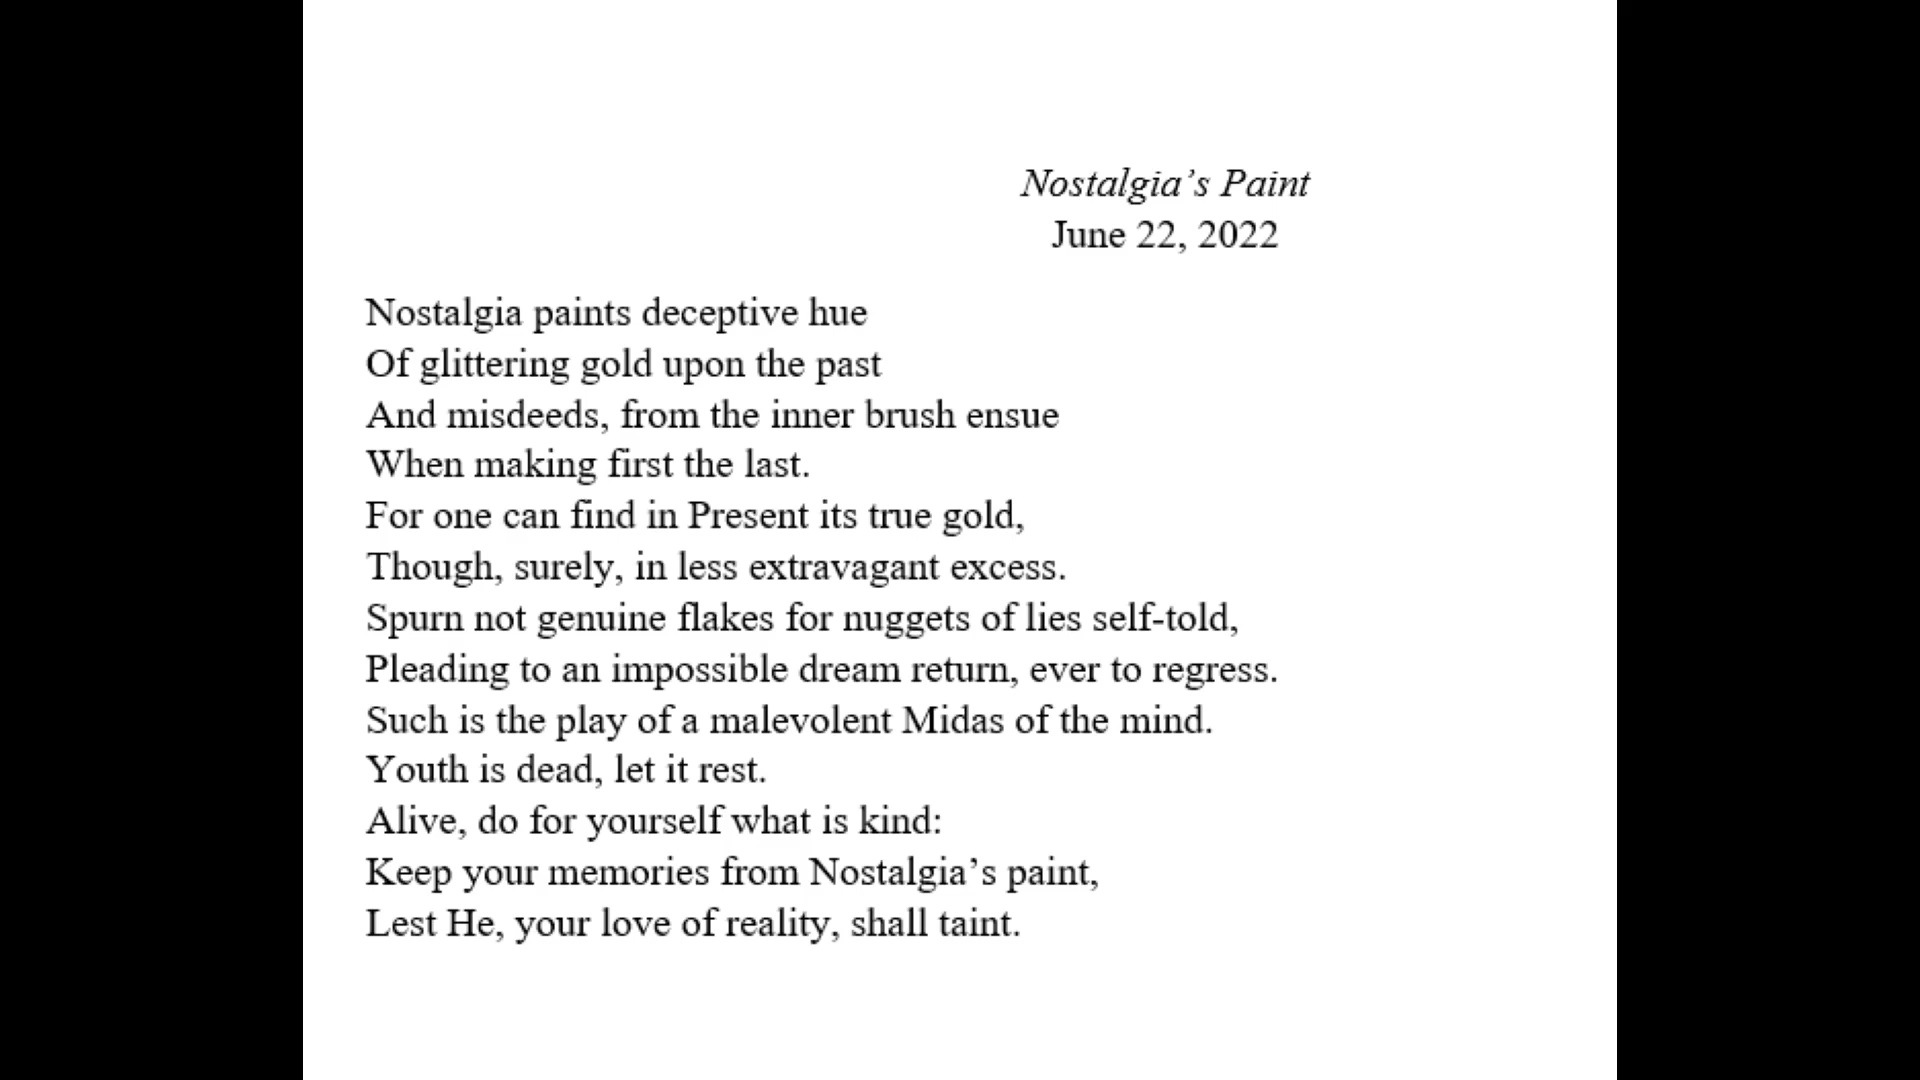 Nostalgia’s Paint
June 22, 2022
Nostalgia paints deceptive hue
Of glittering gold upon the past
And misdeeds, from the inner brush ensue
When making first the last.
For one can find in Present its true gold,
Though, surely, in less extravagant excess.
Spurn not genuine flakes for nuggets of lies self-told,
Pleading to an impossible dream return, ever to regress.
Such is the play of a malevolent Midas of the mind.
Youth is dead, let it rest.
Alive, do for yourself what is kind:
Keep your memories from Nostalgia’s paint,
Lest He, your love of reality, shall taint.